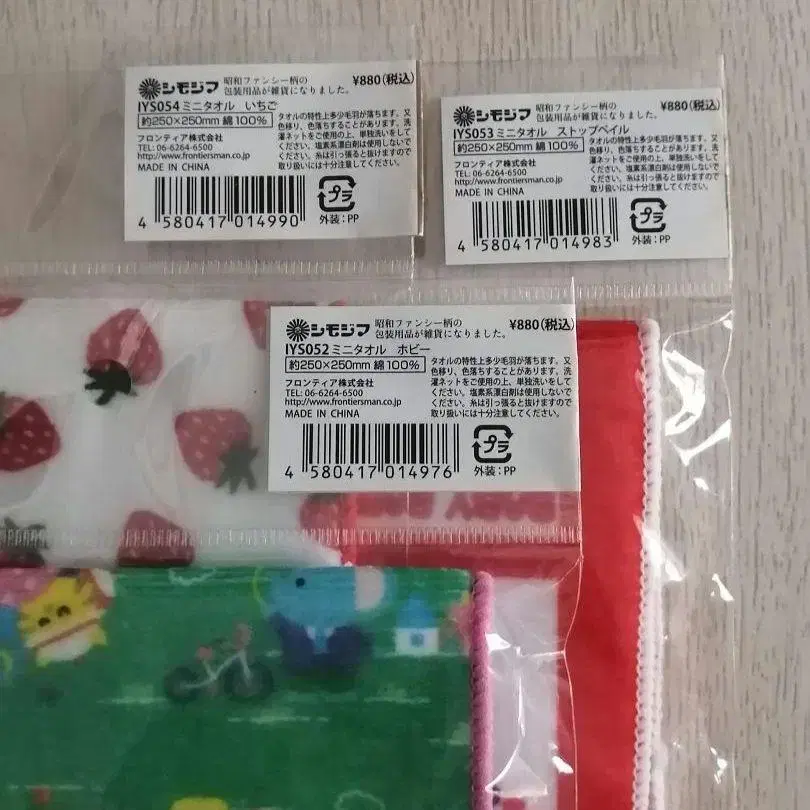 シモジマ
昭和ファンシー柄の
包装用品が雑貨になりました。
¥880(税込)
IYS054ミニタオル いちご
約250×250mm 綿100%
フロンティア株式会社
TEL: 06-6264-6500
http://www.frontiersman.co.jp
MADE IN CHINA
タオルの特性上多少毛羽が落ちます。又
色移り、色落ちすることがあります。洗
濯ネットをご使用の上、単独洗いをして
ください。塩素系漂白剤は使用しないで
ください。糸は引っ張ると抜けますので
取り扱いには十分注意してください。
4 580417 014990
プラ
外装:PP
シモジマ
昭和ファンシー柄の
包装用品が雑貨になりました。
¥880(税込)
IYS053ミニタオル ストップペイル
約250×250mm 綿100%
フロンティア株式会社
TEL: 06-6264-6500
http://www.frontiersman.co.jp
MADE IN CHINA
タオルの特性上多少毛羽が落ちます。又
色移り、色落ちすることがあります。洗
濯ネットをご使用の上、単独洗いをして
ください。塩素系漂白剤は使用しないで
ください。糸は引っ張ると抜けますので
取り扱いには十分注意してください。
4 580417 014983
プラ
外装:PP
シモジマ
昭和ファンシー柄の
包装用品が雑貨になりました。
¥880(税込)
IYS052ミニタオル ホビー
約250×250mm 綿100%
フロンティア株式会社
TEL: 06-6264-6500
http://www.frontiersman.co.jp
MADE IN CHINA
タオルの特性上多少毛羽が落ちます。又
色移り、色落ちすることがあります。洗
濯ネットをご使用の上、単独洗いをして
ください。塩素系漂白剤は使用しないで
ください。糸は引っ張ると抜けますので
取り扱いには十分注意してください。
4 580417 014976
プラ
外装:PP